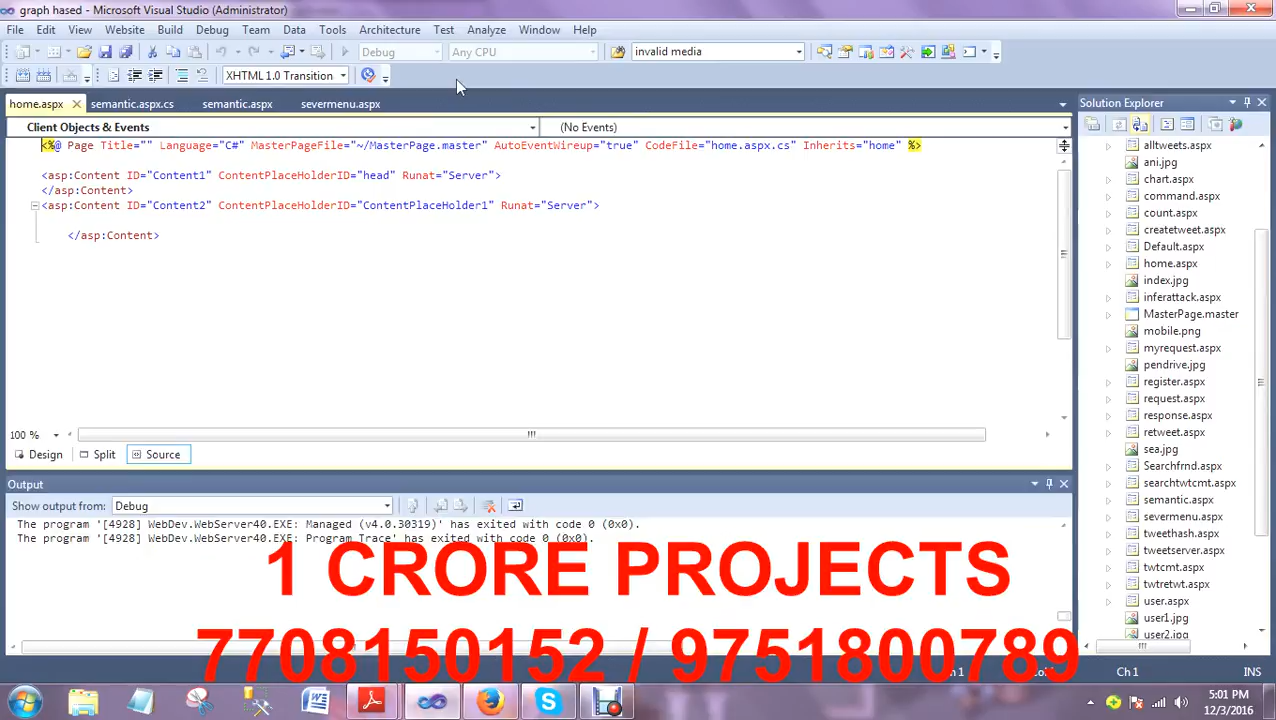 graph hased - Microsoft Visual Studio (Administrator)
File Edit View Website Build Debug Team Data Tools Architecture Test Analyze Window Help
Debug Any CPU invalid media
XHTML 1.0 Transition
home.aspx semantic.aspx.cs semantic.aspx severmenu.aspx
Client Objects & Events (No Events)
<%@ Page Title="" Language="C#" MasterPageFile="~/MasterPage.master" AutoEventWireup="true" CodeFile="home.aspx.cs" Inherits="home" %>
<asp:Content ID="Content1" ContentPlaceHolderID="head" Runat="Server">
</asp:Content>
<asp:Content ID="Content2" ContentPlaceHolderID="ContentPlaceHolder1" Runat="Server">
</asp:Content>
100 %
Design Split Source
Solution Explorer
alltweets.aspx
ani.jpg
chart.aspx
command.aspx
count.aspx
createtweet.aspx
Default.aspx
home.aspx
index.jpg
inferattack.aspx
MasterPage.master
mobile.png
myrequest.aspx
pendrive.jpg
register.aspx
request.aspx
response.aspx
retweet.aspx
sea.jpg
Searchfrnd.aspx
searchtwtcmt.aspx
semantic.aspx
severmenu.aspx
tweethash.aspx
tweetserver.aspx
twtcmt.aspx
twtretwt.aspx
user.aspx
user1.jpg
user2.jpg
Output
Show output from: Debug
The program '[4928] WebDev.WebServer40.EXE: Managed (v4.0.30319)' has exited with code 0 (0x0).
The program '[4928] WebDev.WebServer40.EXE: Program Trace' has exited with code 0 (0x0).
1 CRORE PROJECTS
7708150152 / 9751800789
Ln 1 Ch 1 INS
5:01 PM
12/3/2016